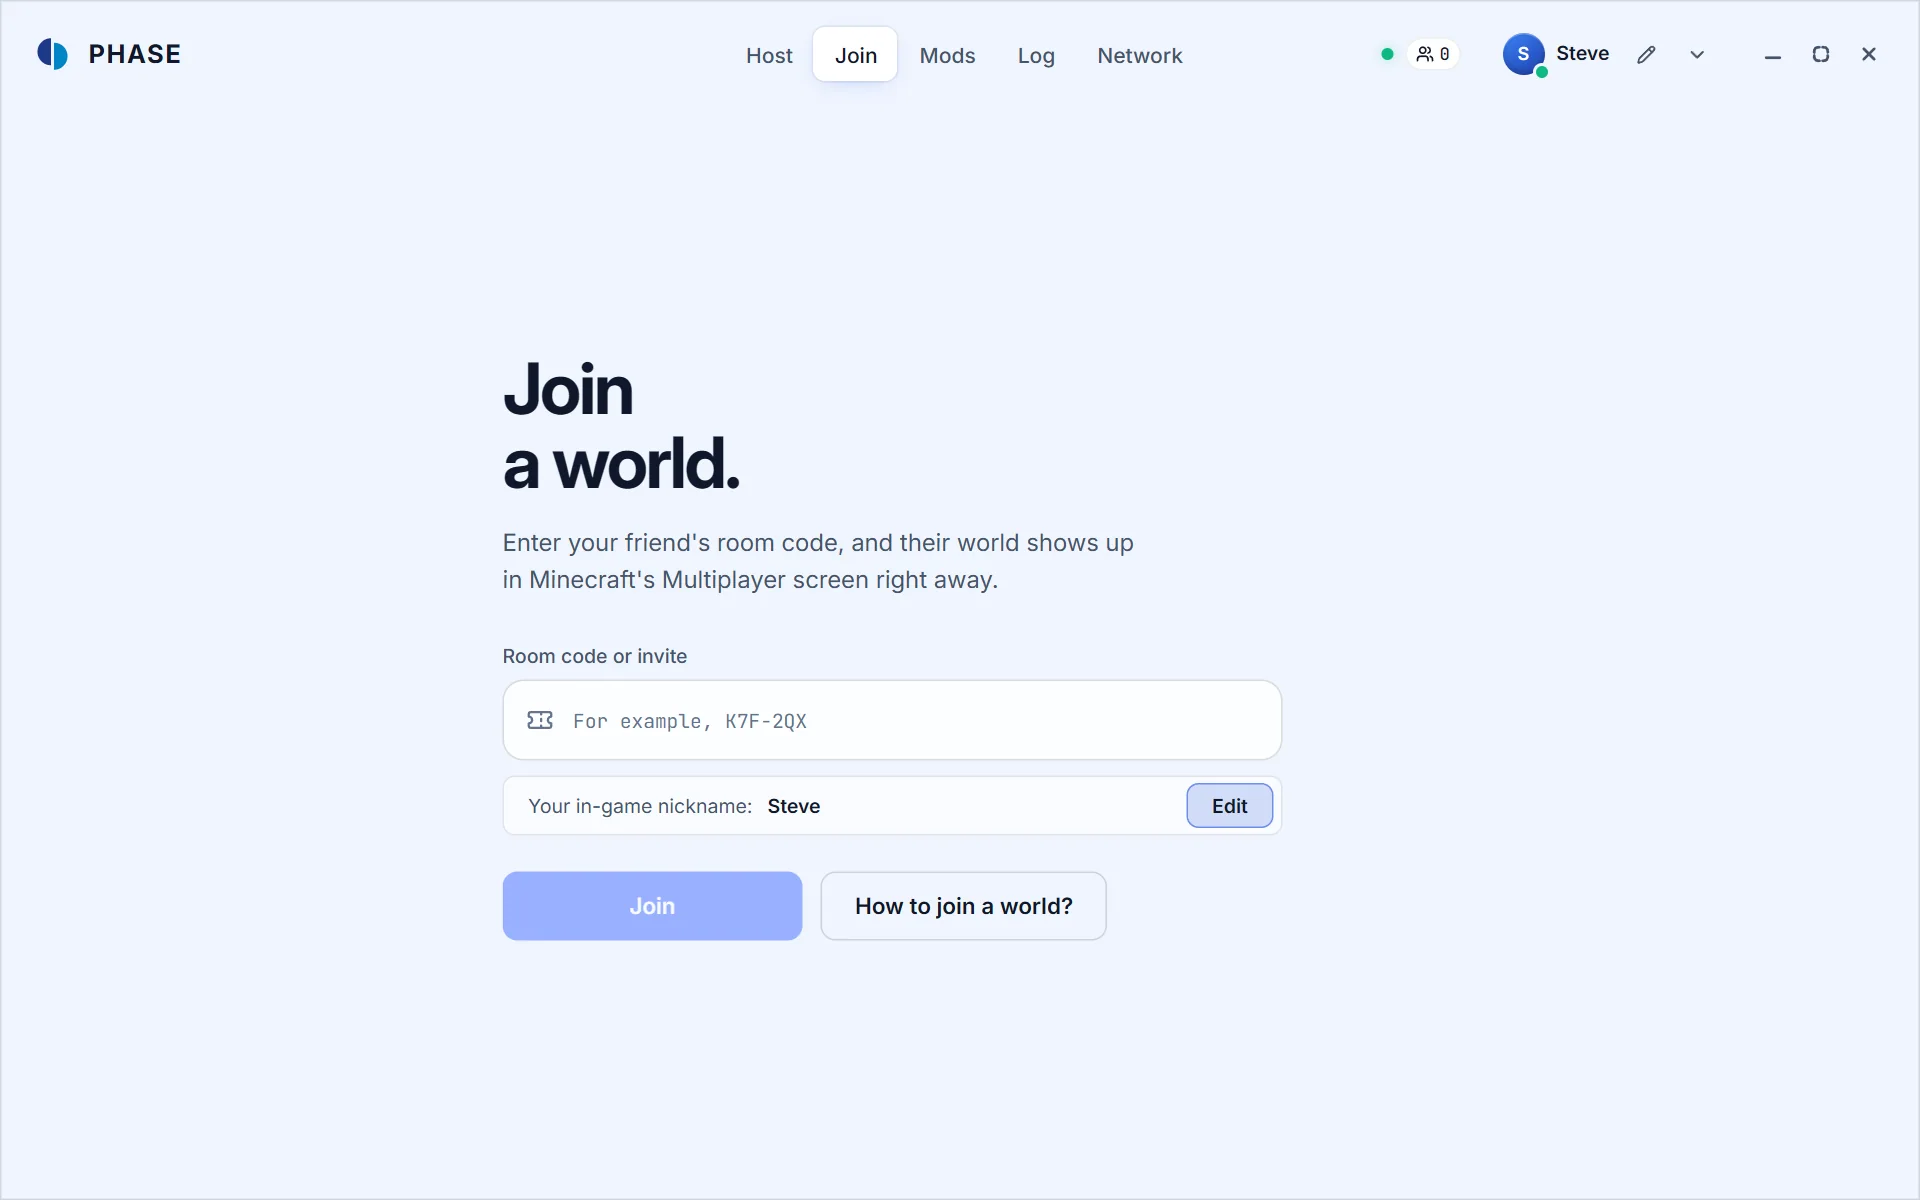 PHASE
Host
Join
Mods
Log
Network
0
S
Steve
Join
a world.
Enter your friend's room code, and their world shows up
in Minecraft's Multiplayer screen right away.
Room code or invite
For example, K7F-2QX
Your in-game nickname: Steve
Edit
Join
How to join a world?